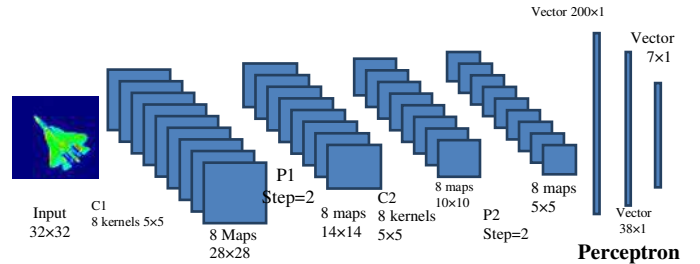 Input
32×32
C1
8 kernels 5×5
8 Maps
28×28
P1
Step=2
8 maps
14×14
C2
8 kernels
5×5
8 maps
10×10
P2
Step=2
8 maps
5×5
Vector 200×1
Vector
38×1
Vector
7×1
Perceptron